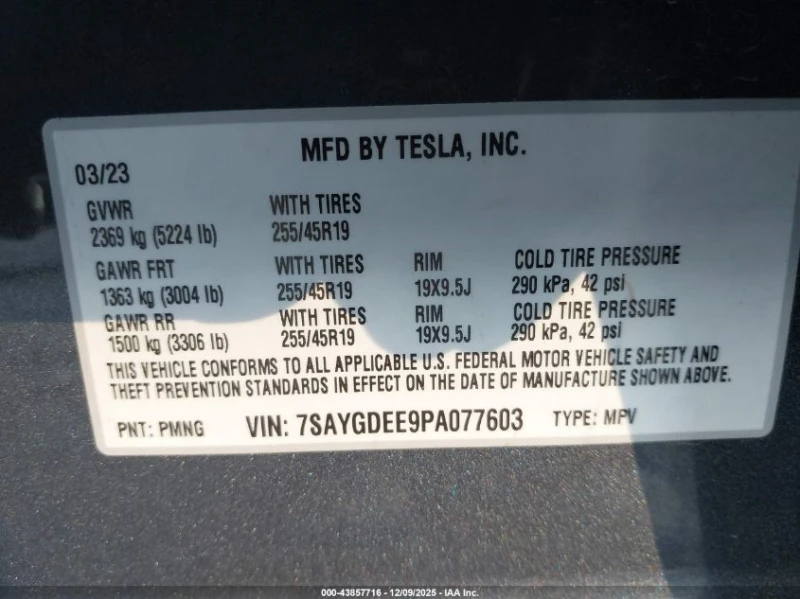 MFD BY TESLA, INC.
03/23
GVWR WITH TIRES
2369 kg (5224 lb) 255/45R19
GAWR FRT WITH TIRES RIM COLD TIRE PRESSURE
1363 kg (3004 lb) 255/45R19 19X9.5J 290 kPa, 42 psi
GAWR RR WITH TIRES RIM COLD TIRE PRESSURE
1500 kg (3306 lb) 255/45R19 19X9.5J 290 kPa, 42 psi
THIS VEHICLE CONFORMS TO ALL APPLICABLE U.S. FEDERAL MOTOR VEHICLE SAFETY AND
THEFT PREVENTION STANDARDS IN EFFECT ON THE DATE OF MANUFACTURE SHOWN ABOVE.
PNT: PMNG VIN: 7SAYGDEE9PA077603 TYPE: MPV
000-43857716 - 12/09/2025 - IAA Inc.